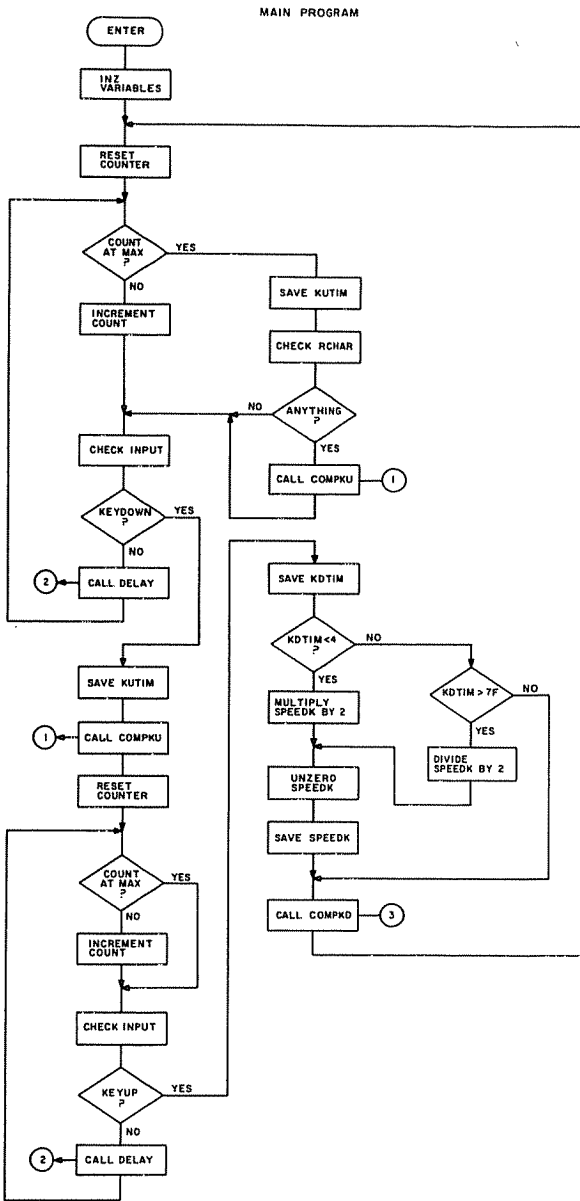 MAIN PROGRAM
ENTER
INZ
VARIABLES
RESET
COUNTER
COUNT
AT MAX
?
YES
NO
INCREMENT
COUNT
SAVE KUTIM
CHECK RCHAR
ANYTHING
?
NO
YES
CALL COMPKU
1
CHECK INPUT
KEYDOWN
?
YES
NO
2
CALL DELAY
SAVE KUTIM
1
CALL COMPKU
RESET
COUNTER
COUNT
AT MAX
?
YES
NO
INCREMENT
COUNT
CHECK INPUT
KEYUP
?
YES
NO
2
CALL DELAY
SAVE KDTIM
KDTIM<4
?
NO
YES
MULTIPLY
SPEEDK BY 2
KDTIM>7F
?
NO
YES
DIVIDE
SPEEDK BY 2
UNZERO
SPEEDK
SAVE SPEEDK
CALL COMPKD
3